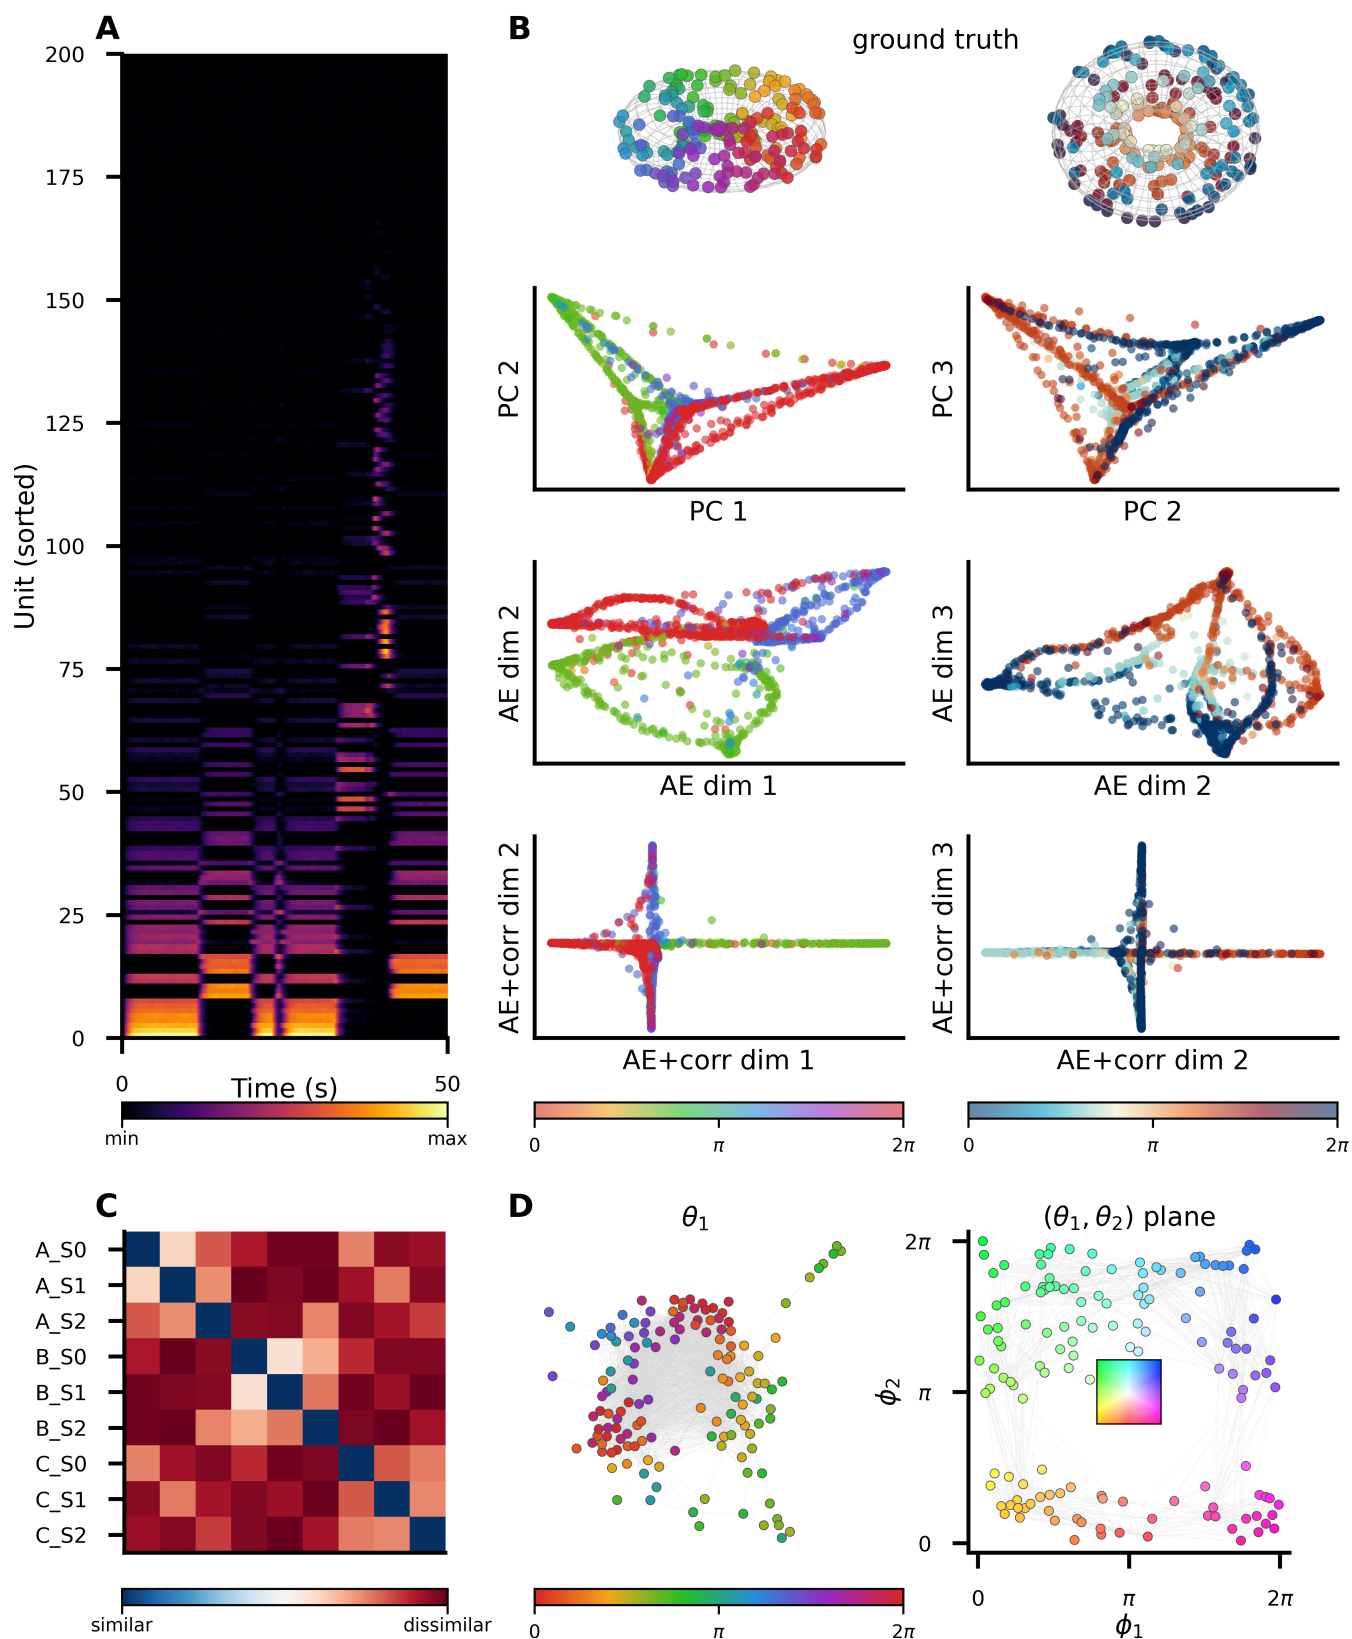 A
200
175
150
125
100
75
50
25
0
Unit (sorted)
0
50
Time (s)
min
max
B
ground truth
PC 2
PC 1
PC 3
PC 2
AE dim 2
AE dim 1
AE dim 3
AE dim 2
AE+corr dim 2
AE+corr dim 1
AE+corr dim 3
AE+corr dim 2
0
π
2π
0
π
2π
C
A_S0
A_S1
A_S2
B_S0
B_S1
B_S2
C_S0
C_S1
C_S2
similar
dissimilar
D
θ₁
0
π
2π
(θ₁, θ₂) plane
2π
π
0
ϕ₂
0
π
2π
ϕ₁